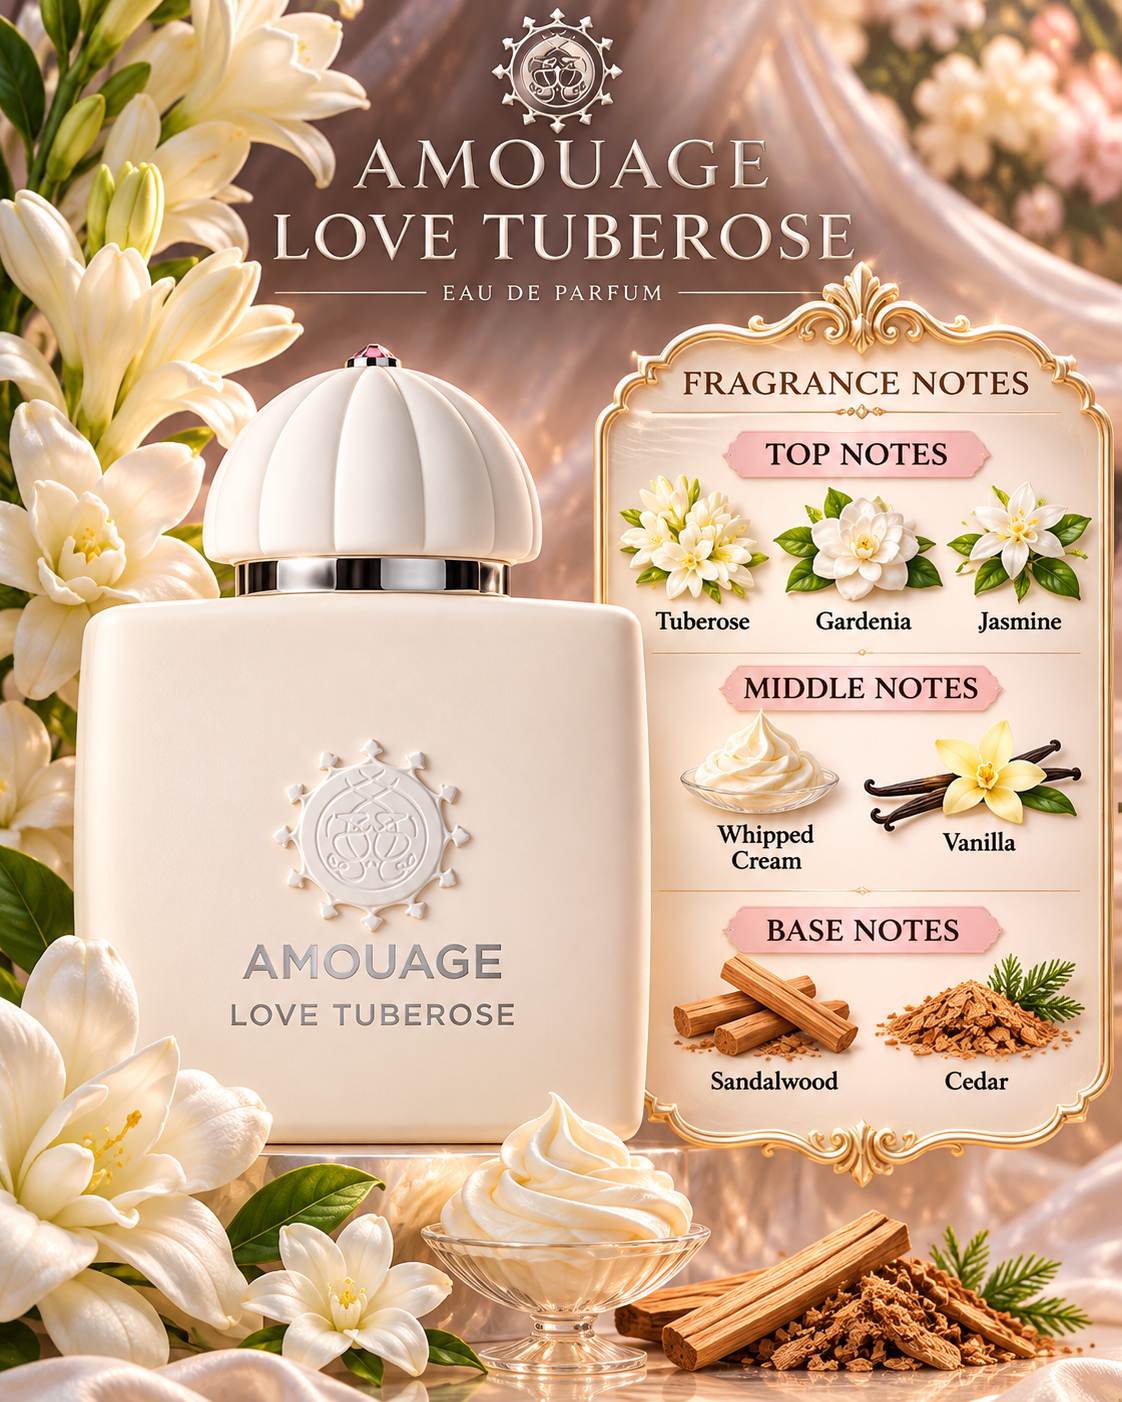 AMOUAGE
LOVE TUBEROSE
EAU DE PARFUM
FRAGRANCE NOTES
TOP NOTES
Tuberose
Gardenia
Jasmine
MIDDLE NOTES
Whipped
Cream
Vanilla
BASE NOTES
Sandalwood
Cedar
AMOUAGE
LOVE TUBEROSE